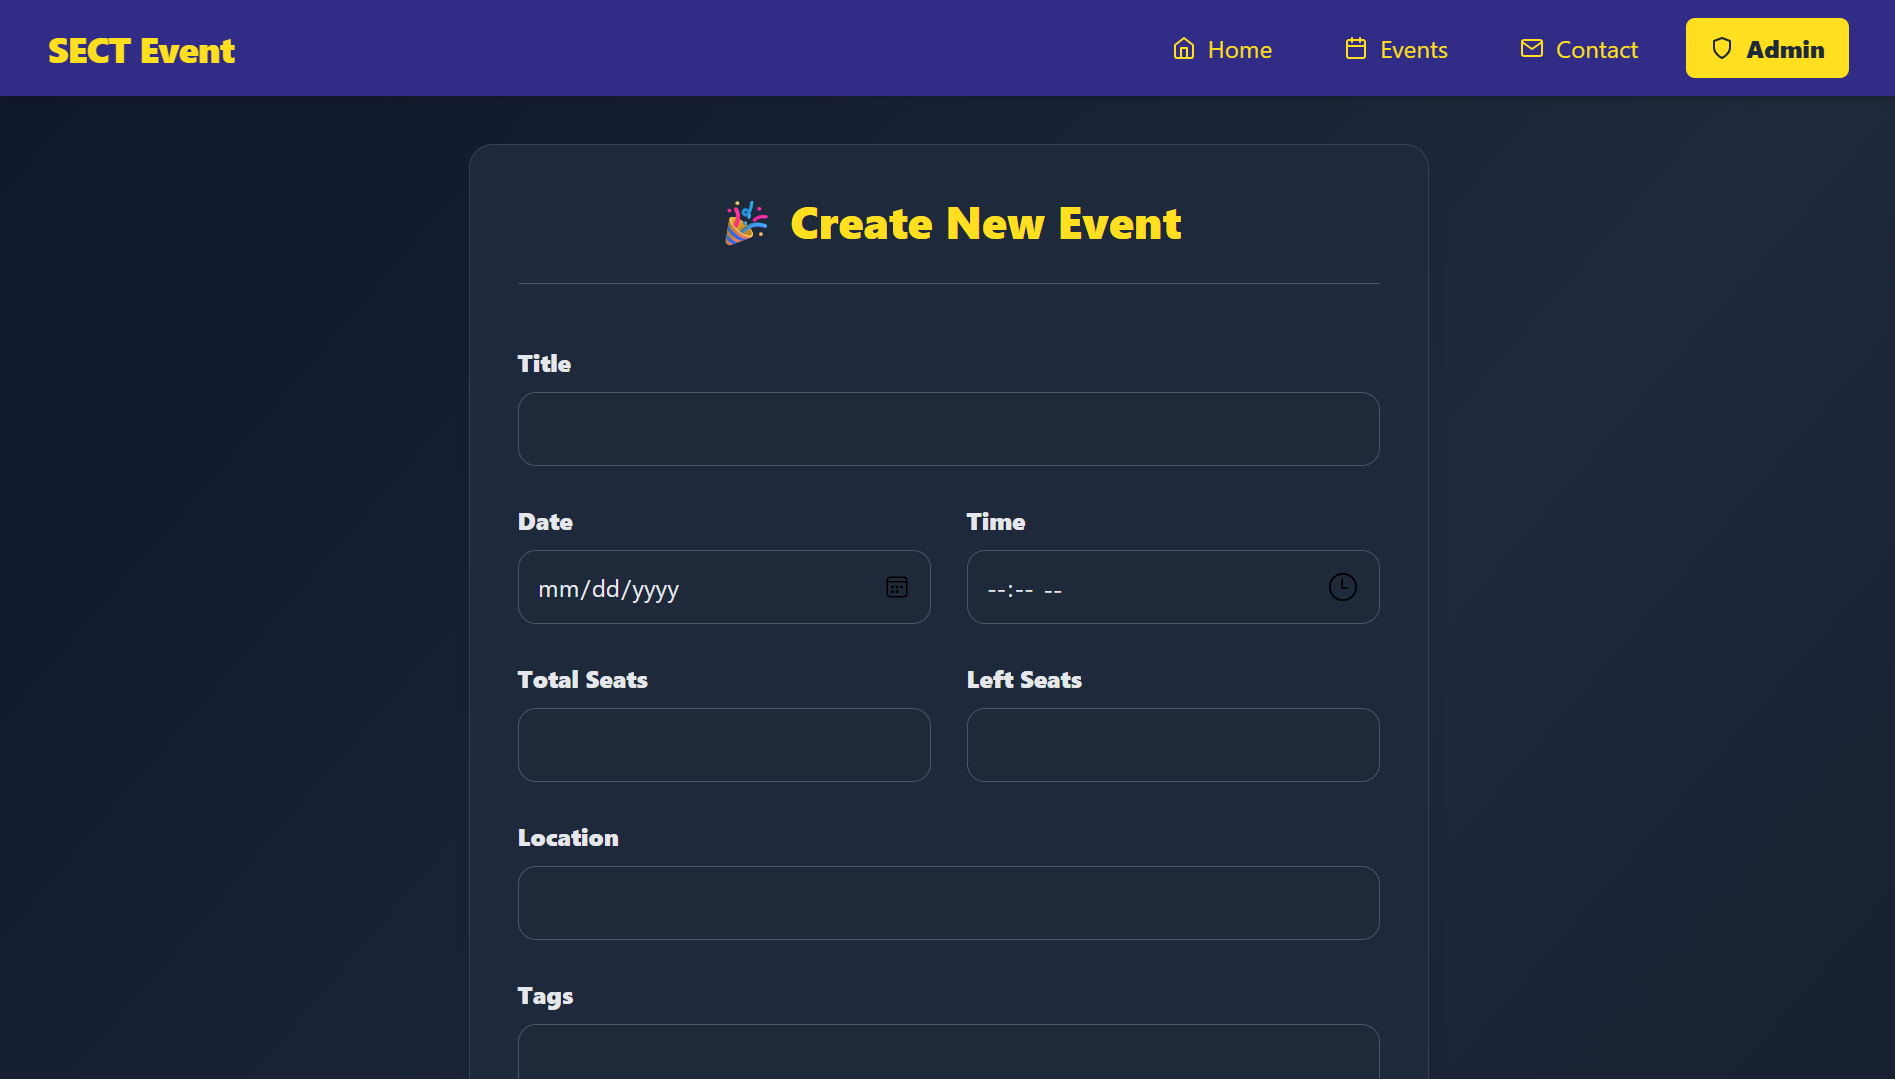 SECT Event
Home
Events
Contact
Admin
🎉 Create New Event
Title
Date
Time
mm/dd/yyyy
--:-- --
Total Seats
Left Seats
Location
Tags